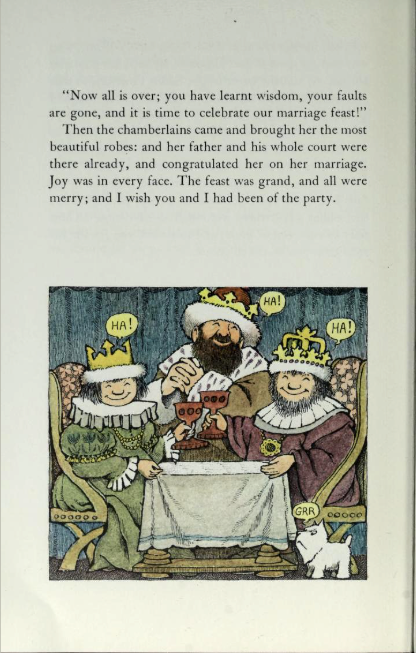 "Now all is over; you have learnt wisdom, your faults
are gone, and it is time to celebrate our marriage feast!"
Then the chamberlains came and brought her the most
beautiful robes: and her father and his whole court were
there already, and congratulated her on her marriage.
Joy was in every face. The feast was grand, and all were
merry; and I wish you and I had been of the party.
HA!
HA!
HA!
GRR